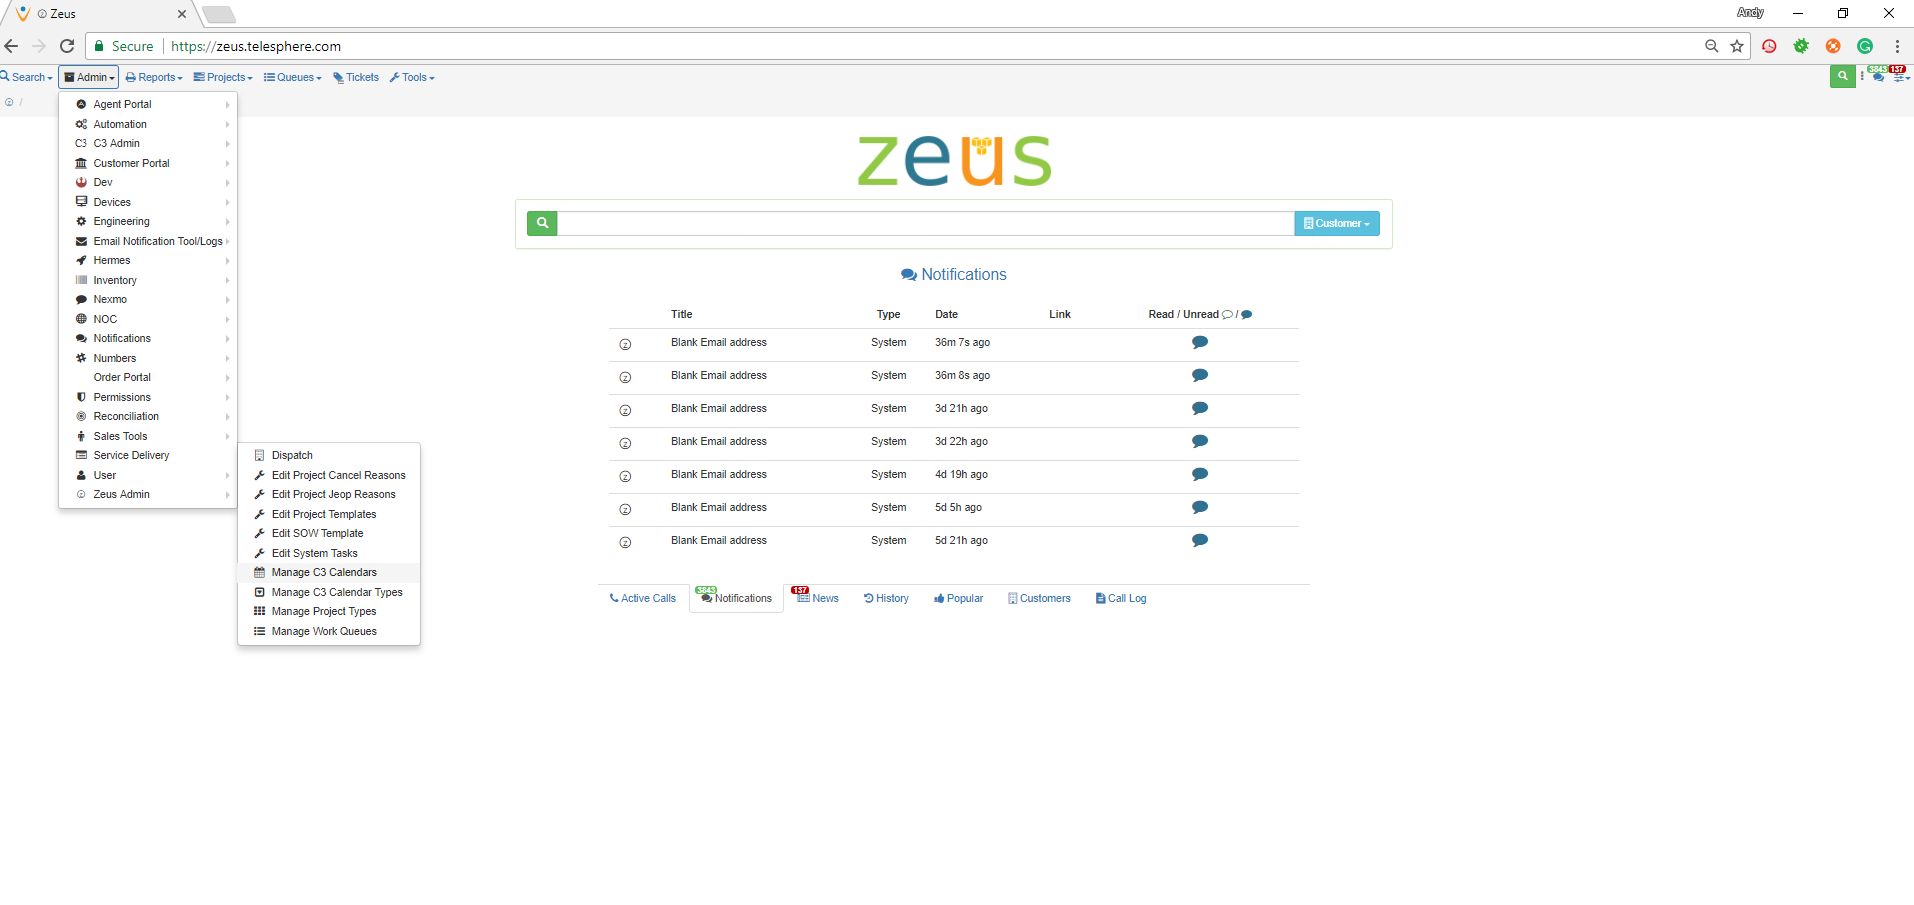 Zeus
Andy
Secure https://zeus.telesphere.com
Search Admin Reports Projects Queues Tickets Tools
3843 137
/
Agent Portal
Automation
C3 C3 Admin
Customer Portal
Dev
Devices
Engineering
Email Notification Tool/Logs
Hermes
Inventory
Nexmo
NOC
Notifications
Numbers
Order Portal
Permissions
Reconciliation
Sales Tools
Service Delivery
User
Zeus Admin
Dispatch
Edit Project Cancel Reasons
Edit Project Jeop Reasons
Edit Project Templates
Edit SOW Template
Edit System Tasks
Manage C3 Calendars
Manage C3 Calendar Types
Manage Project Types
Manage Work Queues
zeus
Customer
Notifications
Title Type Date Link Read / Unread /
Blank Email address System 36m 7s ago
Blank Email address System 36m 8s ago
Blank Email address System 3d 21h ago
Blank Email address System 3d 22h ago
Blank Email address System 4d 19h ago
Blank Email address System 5d 5h ago
Blank Email address System 5d 21h ago
3843 137
Active Calls Notifications News History Popular Customers Call Log